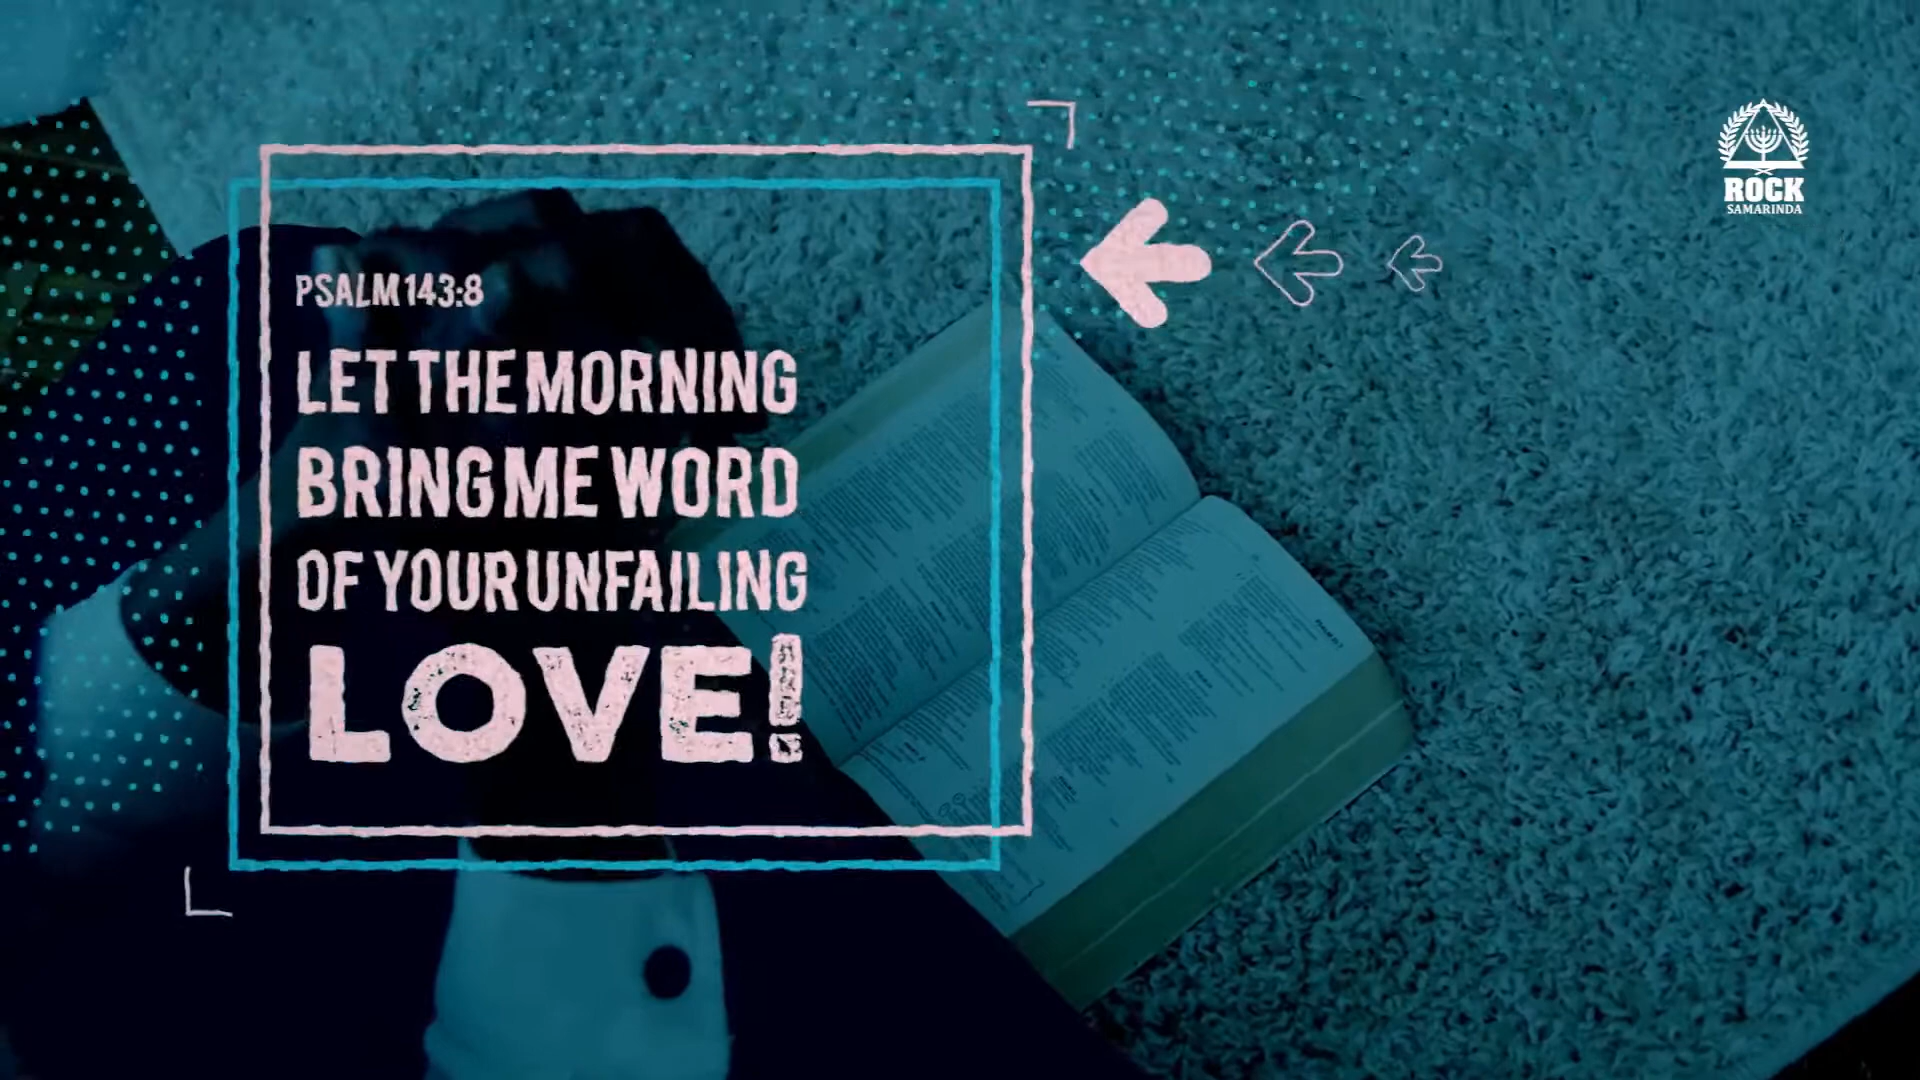 PSALM 143:8
LET THE MORNING
BRING ME WORD
OF YOUR UNFAILING
LOVE!
ROCK
SAMARINDA